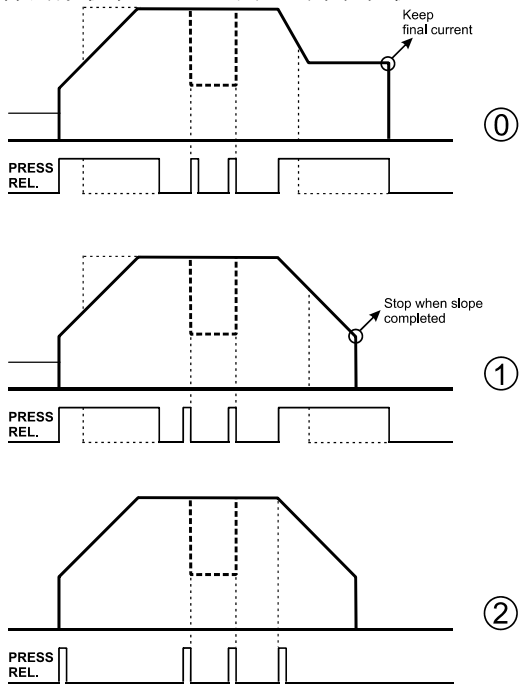 Keep
final current
⓪
PRESS
REL.
Stop when slope
completed
①
PRESS
REL.
②
PRESS
REL.